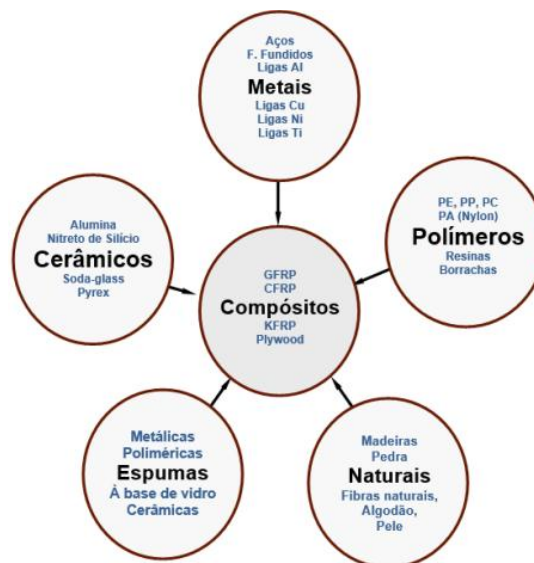 Aços
F. Fundidos
Ligas Al
Metais
Ligas Cu
Ligas Ni
Ligas Ti
Alumina
Nitreto de Silício
Cerâmicos
Soda-glass
Pyrex
PE, PP, PC
PA (Nylon)
Polímeros
Resinas
Borrachas
GFRP
CFRP
Compósitos
KFRP
Plywood
Metálicas
Poliméricas
Espumas
À base de vidro
Cerâmicas
Madeiras
Pedra
Naturais
Fibras naturais,
Algodão,
Pele